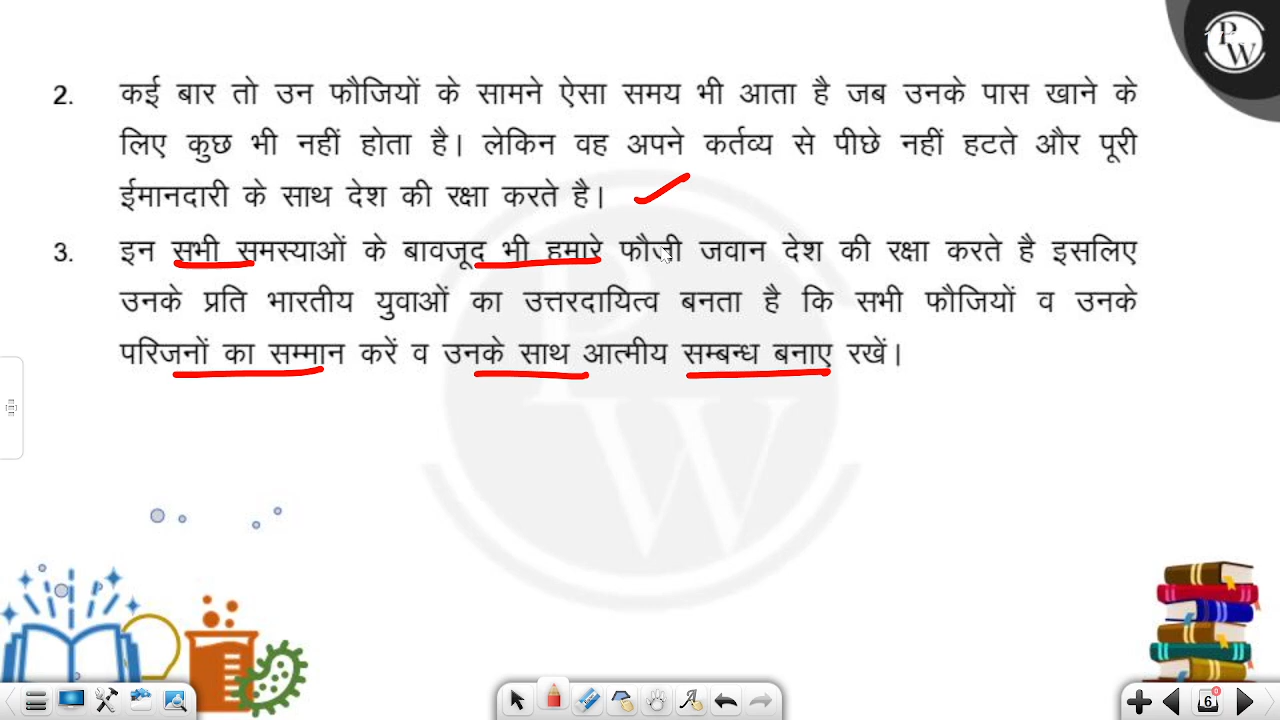 PW
2. कई बार तो उन फौजियों के सामने ऐसा समय भी आता है जब उनके पास खाने के
लिए कुछ भी नहीं होता है। लेकिन वह अपने कर्तव्य से पीछे नहीं हटते और पूरी
ईमानदारी के साथ देश की रक्षा करते है।
3. इन सभी समस्याओं के बावजूद भी हमारे फौजी जवान देश की रक्षा करते है इसलिए
उनके प्रति भारतीय युवाओं का उत्तरदायित्व बनता है कि सभी फौजियों व उनके
परिजनों का सम्मान करें व उनके साथ आत्मीय सम्बन्ध बनाए रखें।
PW
6